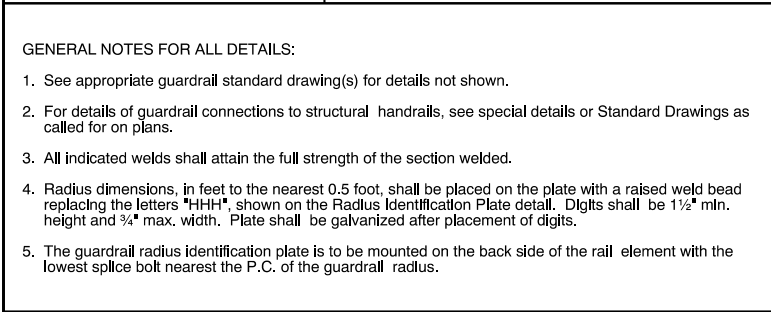 GENERAL NOTES FOR ALL DETAILS:
1. See appropriate guardrail standard drawing(s) for details not shown.
2. For details of guardrail connections to structural handrails, see special details or Standard Drawings as
called for on plans.
3. All indicated welds shall attain the full strength of the section welded.
4. Radius dimensions, in feet to the nearest 0.5 foot, shall be placed on the plate with a raised weld bead
replacing the letters "HHH", shown on the Radius Identification Plate detail. Digits shall be 1½" min.
height and ¾" max. width. Plate shall be galvanized after placement of digits.
5. The guardrail radius identification plate is to be mounted on the back side of the rail element with the
lowest splice bolt nearest the P.C. of the guardrail radius.